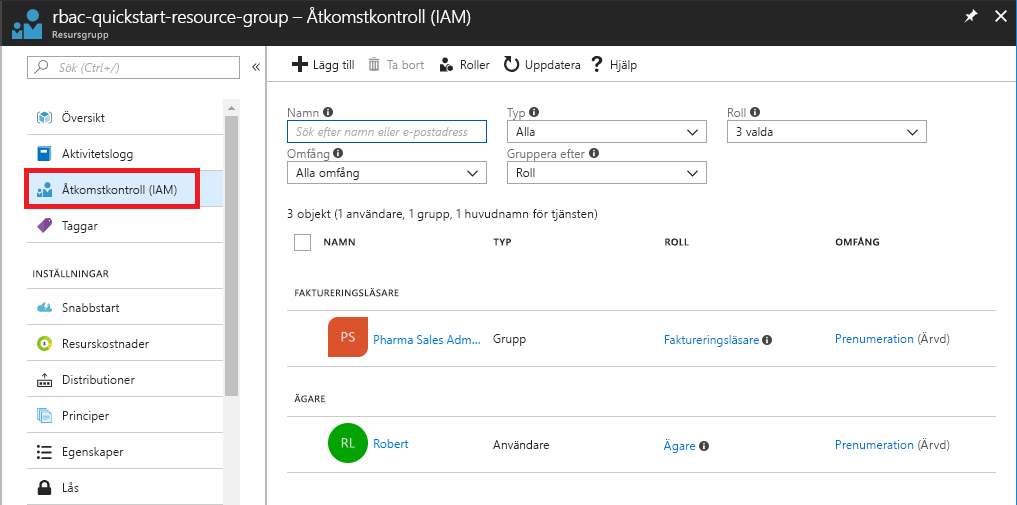 rbac-quickstart-resource-group – Åtkomstkontroll (IAM)
Resursgrupp
Sök (Ctrl+/)
Översikt
Aktivitetslogg
Åtkomstkontroll (IAM)
Taggar
INSTÄLLNINGAR
Snabbstart
Resurskostnader
Distributioner
Principer
Egenskaper
Lås
Lägg till Ta bort Roller Uppdatera Hjälp
Namn Typ Roll
Sök efter namn eller e-postadress Alla 3 valda
Omfång Gruppera efter
Alla omfång Roll
3 objekt (1 användare, 1 grupp, 1 huvudnamn för tjänsten)
NAMN TYP ROLL OMFÅNG
FAKTURERINGSLÄSARE
PS Pharma Sales Adm... Grupp Faktureringsläsare Prenumeration (Ärvd)
ÄGARE
RL Robert Användare Ägare Prenumeration (Ärvd)